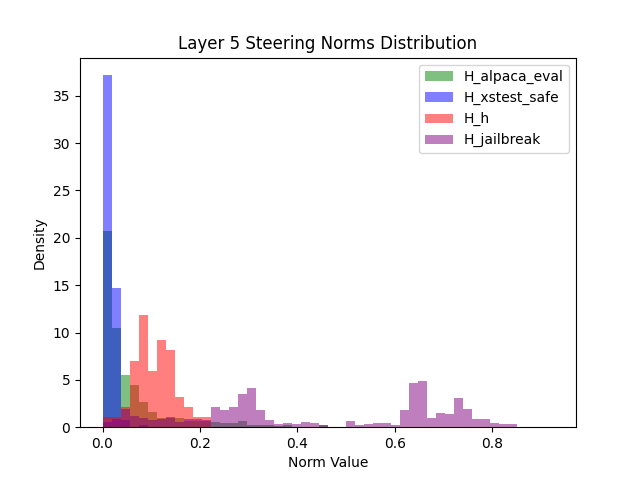 Layer 5 Steering Norms Distribution
H_alpaca_eval
H_xstest_safe
H_h
H_jailbreak
35
30
25
20
15
10
5
0
Density
0.0 0.2 0.4 0.6 0.8
Norm Value